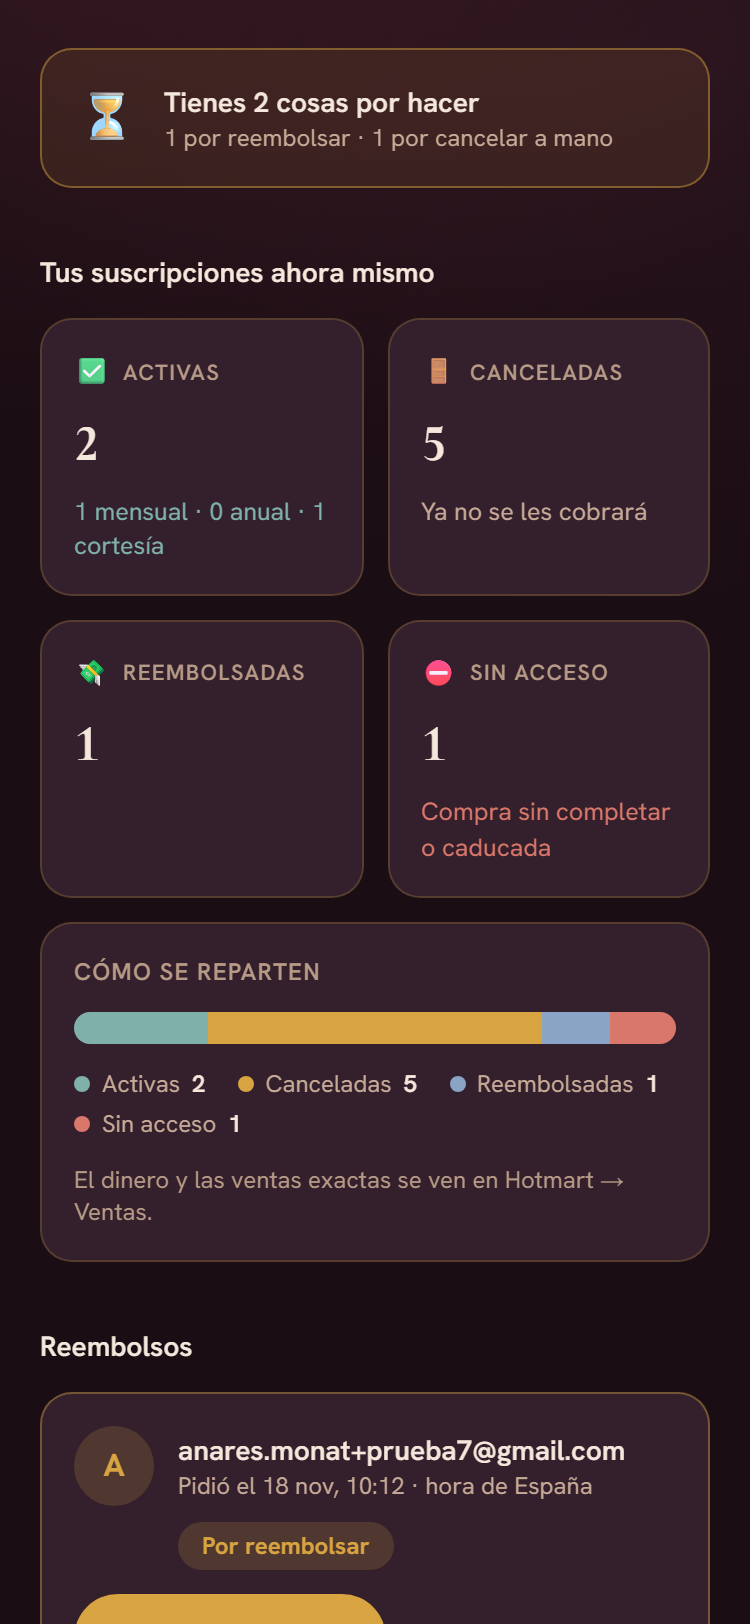 Tienes 2 cosas por hacer
1 por reembolsar · 1 por cancelar a mano
Tus suscripciones ahora mismo
ACTIVAS
2
1 mensual · 0 anual · 1
cortesía
CANCELADAS
5
Ya no se les cobrará
REEMBOLSADAS
1
SIN ACCESO
1
Compra sin completar
o caducada
CÓMO SE REPARTEN
Activas 2 Canceladas 5 Reembolsadas 1
Sin acceso 1
El dinero y las ventas exactas se ven en Hotmart →
Ventas.
Reembolsos
A
anares.monat+prueba7@gmail.com
Pidió el 18 nov, 10:12 · hora de España
Por reembolsar